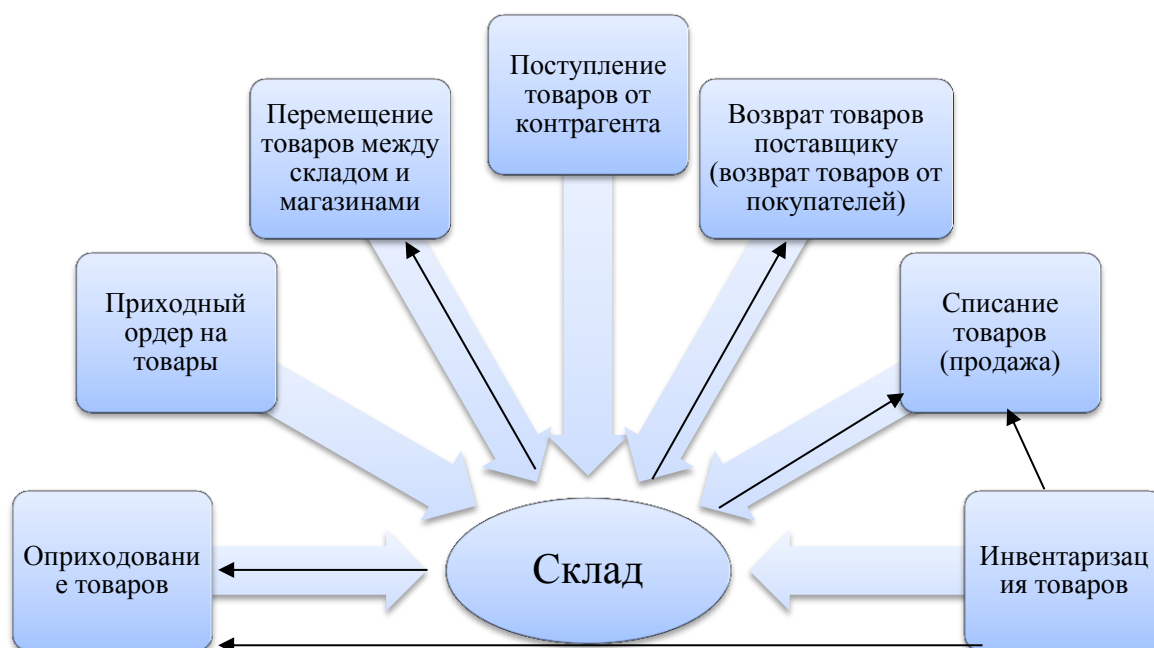 Поступление
товаров от
контрагента
Перемещение
товаров между
складом и
магазинами
Возврат товаров
поставщику
(возврат товаров от
покупателей)
Приходный
ордер на
товары
Списание
товаров
(продажа)
Оприходовани
е товаров
Склад
Инвентаризац
ия товаров